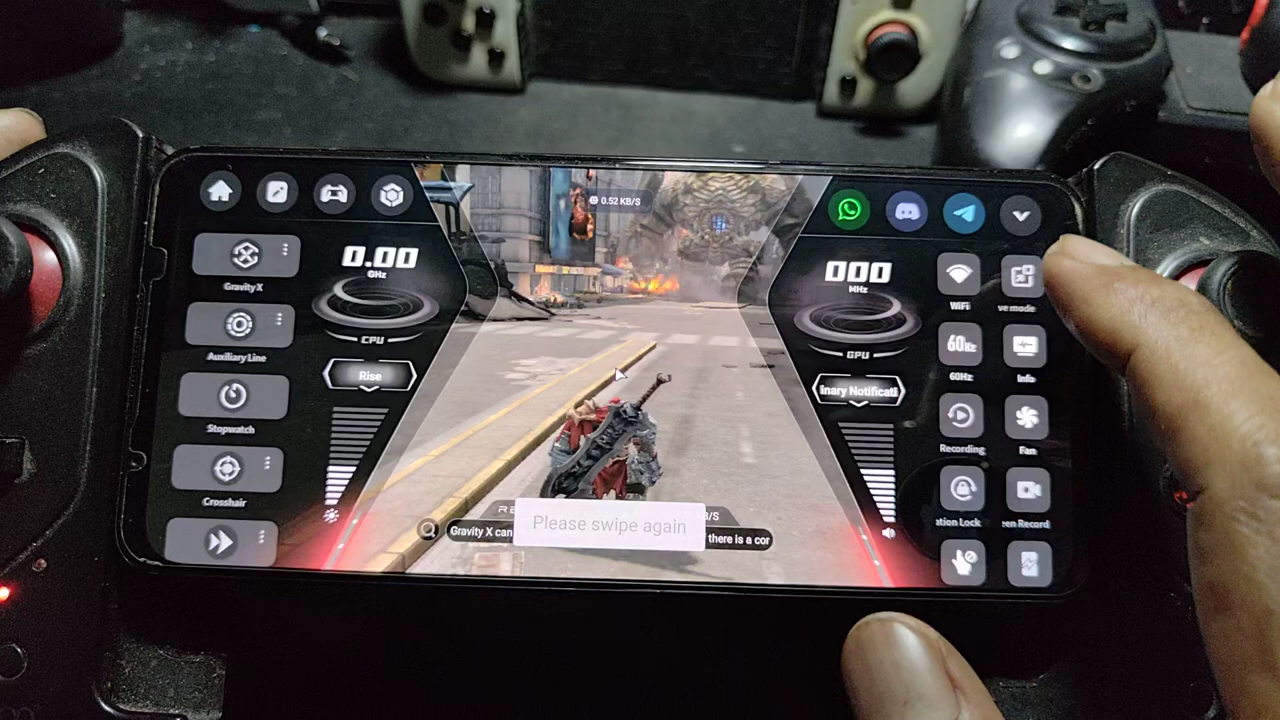 0.52 KB/S
0.00
GHz
CPU
Rise
Gravity X
Auxiliary Line
Stopwatch
Crosshair
000
MHz
GPU
inary Notificati
WiFi
ve mode
60Hz
60Hz
Info
Recording
Fan
ation Lock
een Record
RE
B/S
Please swipe again
Gravity X can
there is a cor